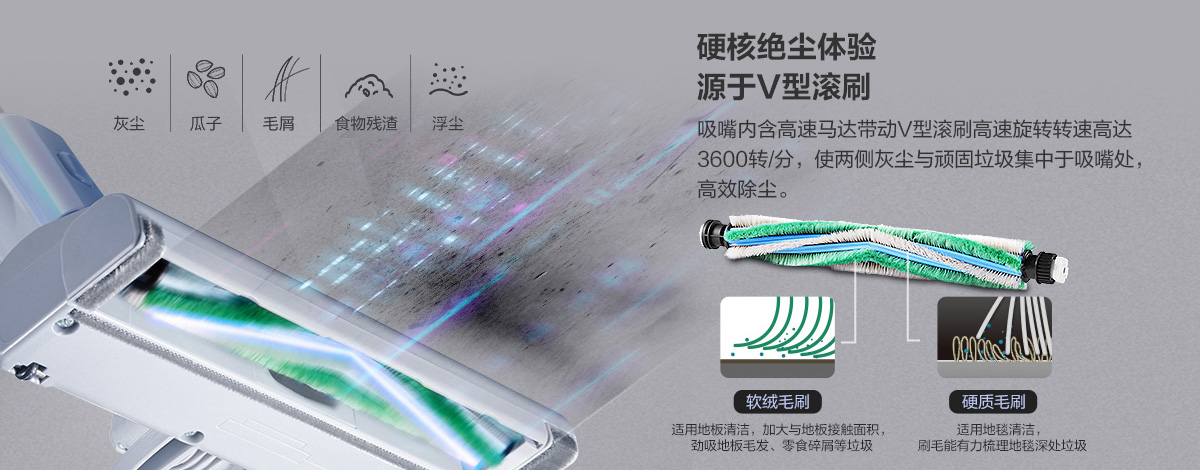 硬核绝尘体验
源于V型滚刷
吸嘴内含高速马达带动V型滚刷高速旋转转速高达
3600转/分，使两侧灰尘与顽固垃圾集中于吸嘴处，
高效除尘。
灰尘
瓜子
毛屑
食物残渣
浮尘
软绒毛刷
适用地板清洁，加大与地板接触面积，
劲吸地板毛发、零食碎屑等垃圾
硬质毛刷
适用地毯清洁，
刷毛能有力梳理地毯深处垃圾